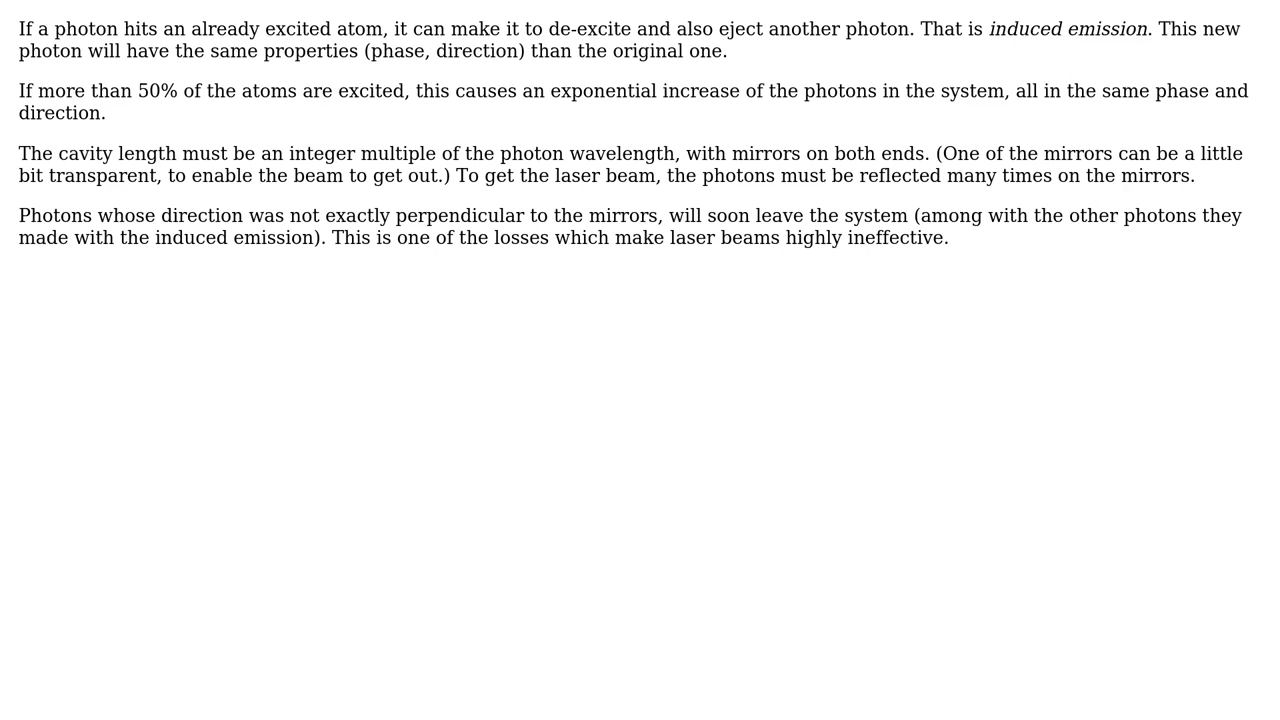 If a photon hits an already excited atom, it can make it to de-excite and also eject another photon. That is induced emission. This new
photon will have the same properties (phase, direction) than the original one.
If more than 50% of the atoms are excited, this causes an exponential increase of the photons in the system, all in the same phase and
direction.
The cavity length must be an integer multiple of the photon wavelength, with mirrors on both ends. (One of the mirrors can be a little
bit transparent, to enable the beam to get out.) To get the laser beam, the photons must be reflected many times on the mirrors.
Photons whose direction was not exactly perpendicular to the mirrors, will soon leave the system (among with the other photons they
made with the induced emission). This is one of the losses which make laser beams highly ineffective.